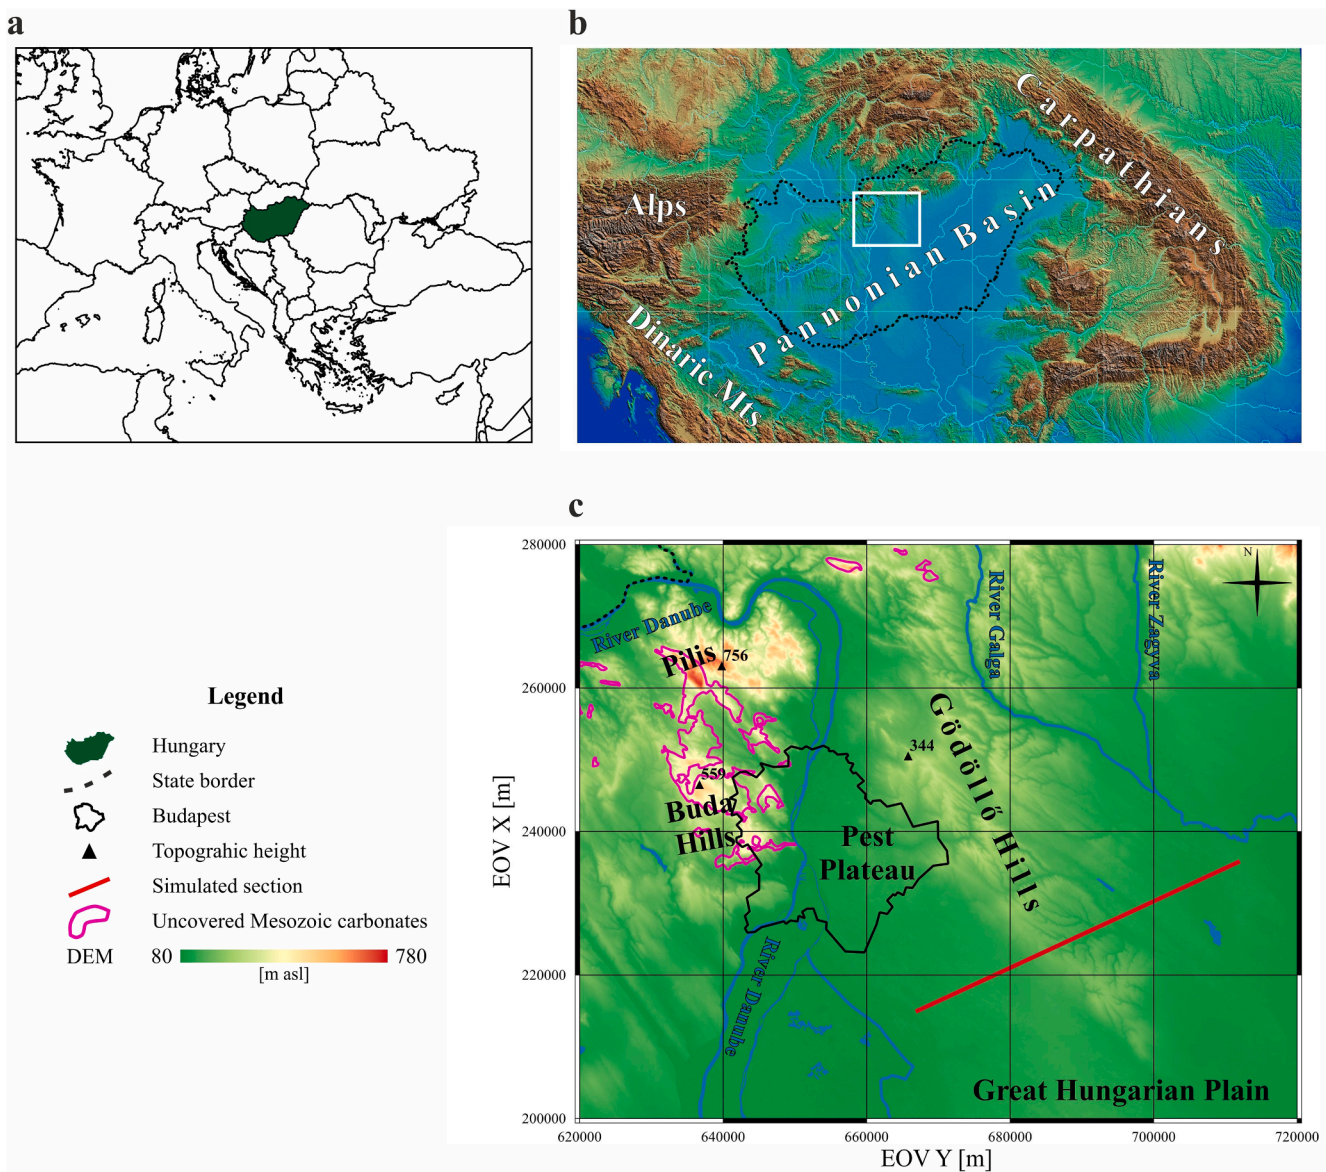 a
b
Carpathians
Alps
Pannonian Basin
Dinaric Mts
c
280000
260000
240000
220000
200000
EOV X [m]
N
River Danube
River Galga
River Zagyva
Pilis
756
Gödöllő Hills
344
559
Buda
Hills
Pest
Plateau
River Danube
Great Hungarian Plain
620000
640000
660000
680000
700000
720000
EOV Y [m]
Legend
Hungary
State border
Budapest
Topograhic height
Simulated section
Uncovered Mesozoic carbonates
DEM
80
780
[m asl]